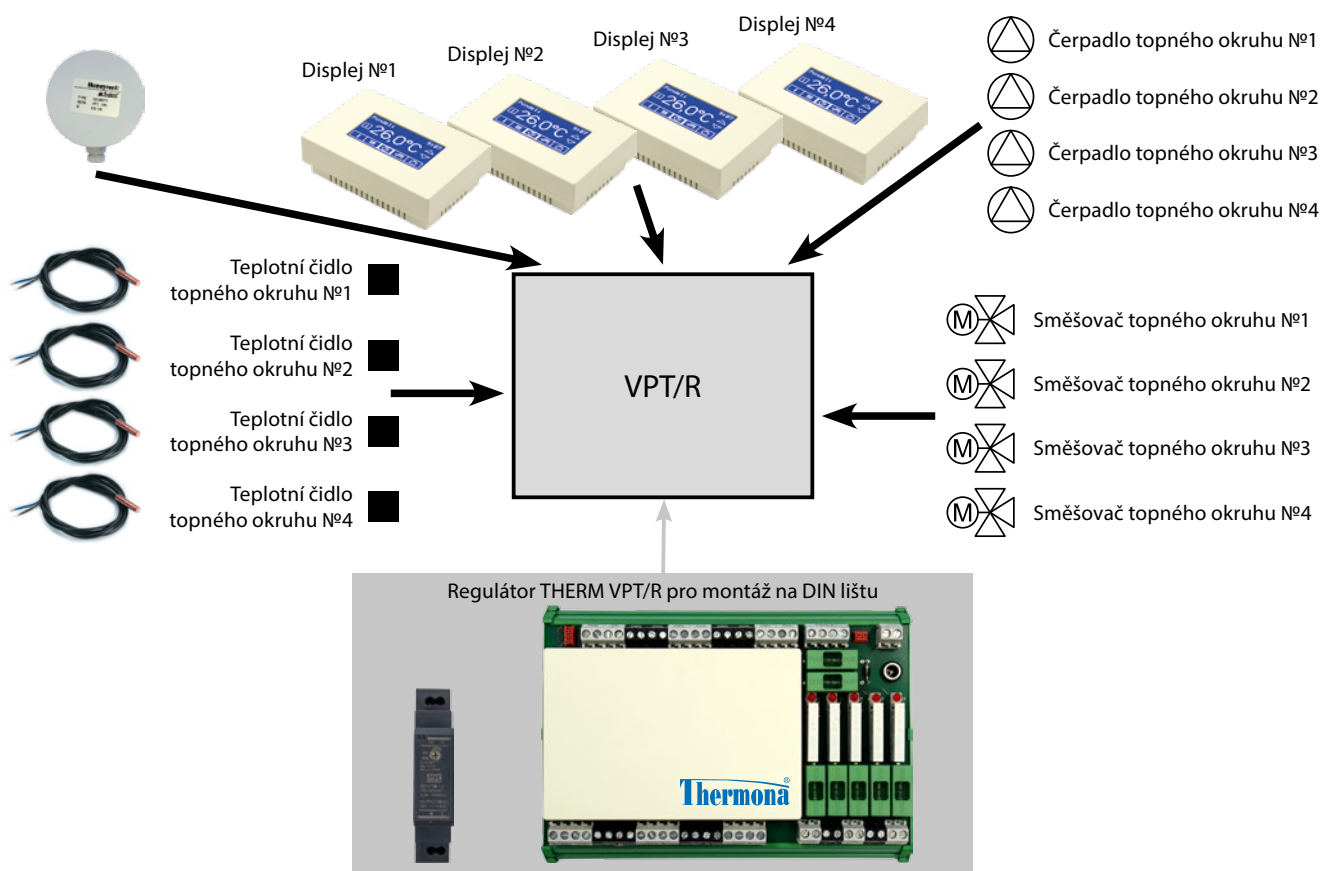 Displej №1
Displej №2
Displej №3
Displej №4
Honeywell
26,0°C
26,0°C
26,0°C
26,0°C
Čerpadlo topného okruhu №1
Čerpadlo topného okruhu №2
Čerpadlo topného okruhu №3
Čerpadlo topného okruhu №4
Teplotní čidlo
topného okruhu №1
Teplotní čidlo
topného okruhu №2
Teplotní čidlo
topného okruhu №3
Teplotní čidlo
topného okruhu №4
VPT/R
M
Směšovač topného okruhu №1
M
Směšovač topného okruhu №2
M
Směšovač topného okruhu №3
M
Směšovač topného okruhu №4
Regulátor THERM VPT/R pro montáž na DIN lištu
Thermona®